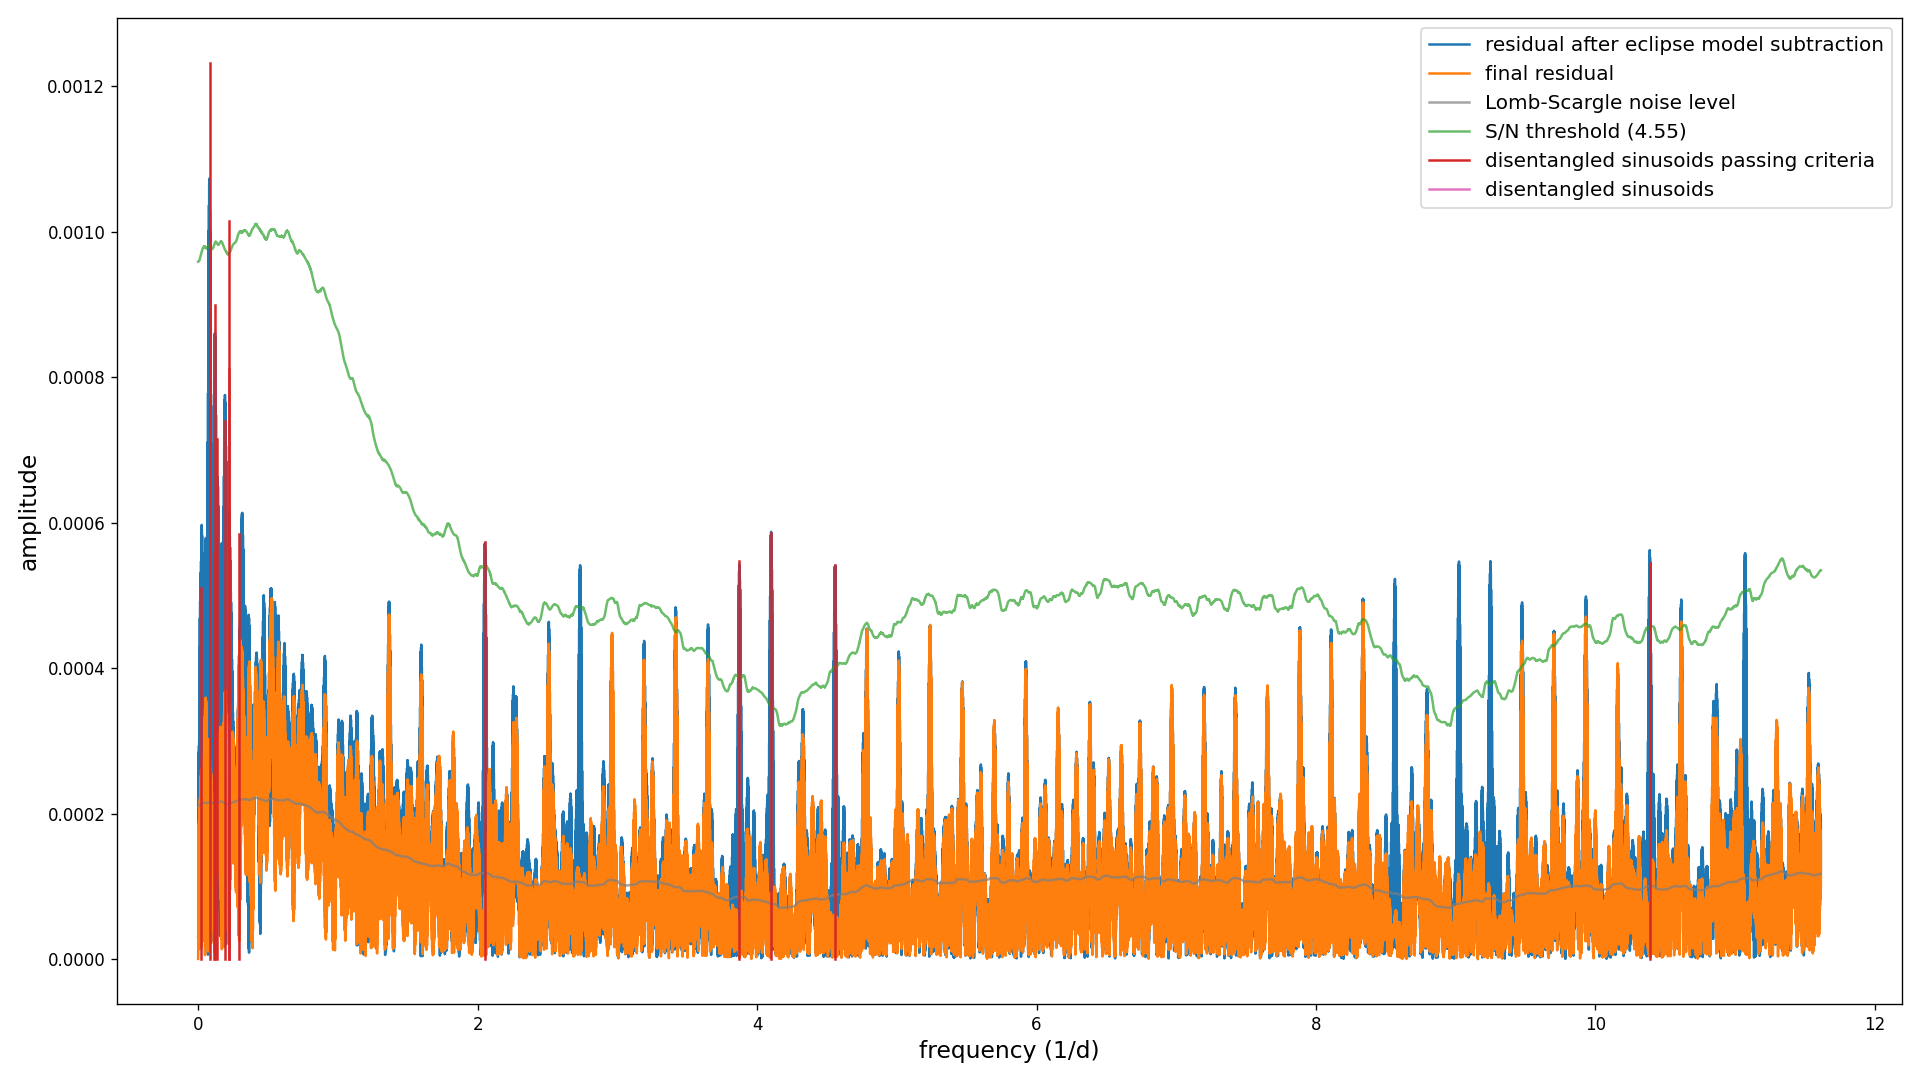 residual after eclipse model subtraction
final residual
Lomb-Scargle noise level
S/N threshold (4.55)
disentangled sinusoids passing criteria
disentangled sinusoids
amplitude
0.0012
0.0010
0.0008
0.0006
0.0004
0.0002
0.0000
0 2 4 6 8 10 12
frequency (1/d)